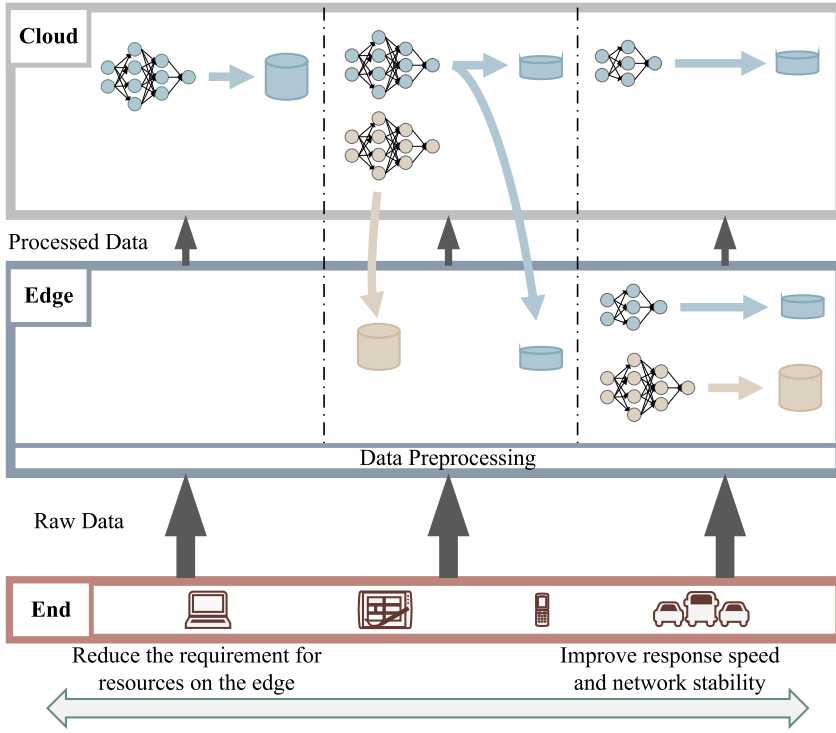 Cloud
Processed Data
Edge
Data Preprocessing
Raw Data
End
Reduce the requirement for
resources on the edge
Improve response speed
and network stability